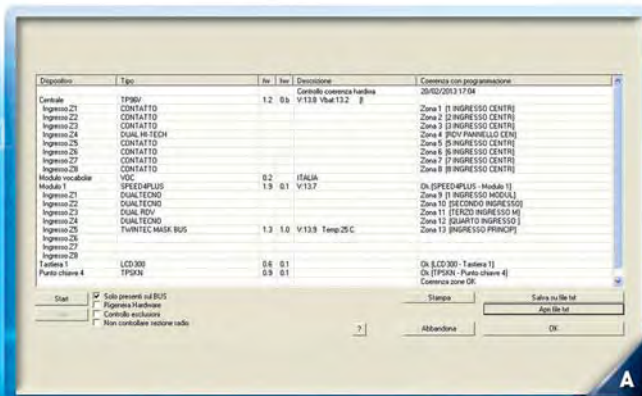 Dispositivo Tipo fw hw Descrizione Coerenza con programmazione
Controllo coerenza hardwa 20/02/2013 17:04
Centrale TP96V 1.2 0.b V:13.8 Vbat:13.2
Ingresso Z1 CONTATTO Zona 1 [1 INGRESSO CENTR]
Ingresso Z2 CONTATTO Zona 2 [2 INGRESSO CENTR]
Ingresso Z3 CONTATTO Zona 3 [3 INGRESSO CENTR]
Ingresso Z4 DUAL HI-TECH Zona 4 [RDV PANNELLO CEN]
Ingresso Z5 CONTATTO Zona 5 [5 INGRESSO CENTR]
Ingresso Z6 CONTATTO Zona 6 [6 INGRESSO CENTR]
Ingresso Z7 CONTATTO Zona 7 [7 INGRESSO CENTR]
Ingresso Z8 CONTATTO Zona 8 [8 INGRESSO CENTR]
Modulo vocabolar VOC 0.2 ITALIA
Modulo 1 SPEED4PLUS 1.9 0.1 V:13.7 Ok [SPEED4PLUS - Modulo 1]
Ingresso Z1 DUALTECNO Zona 9 [1 INGRESSO MODUL]
Ingresso Z2 DUALTECNO Zona 10 [SECONDO INGRESSO]
Ingresso Z3 DUAL RDV Zona 11 [TERZO INGRESSO M]
Ingresso Z4 DUALTECNO Zona 12 [QUARTO INGRESSO ]
Ingresso Z5 TWINTEC MASK BUS 1.3 1.0 V:13.9 Temp:25 C Zona 13 [INGRESSO PRINCIP]
Ingresso Z6
Ingresso Z7
Ingresso Z8
Tastiera 1 LCD300 0.6 0.1 Ok [LCD300 - Tastiera 1]
Punto chiave 4 TPSKN 0.9 0.1 Ok [TPSKN - Punto chiave 4]
Coerenza zone OK
Start Solo presenti sul BUS Stampa Salva su file txt
Rigenera Hardware Apri file txt
Controllo esclusioni
Non controllare sezione radio ? Abbandona OK
A